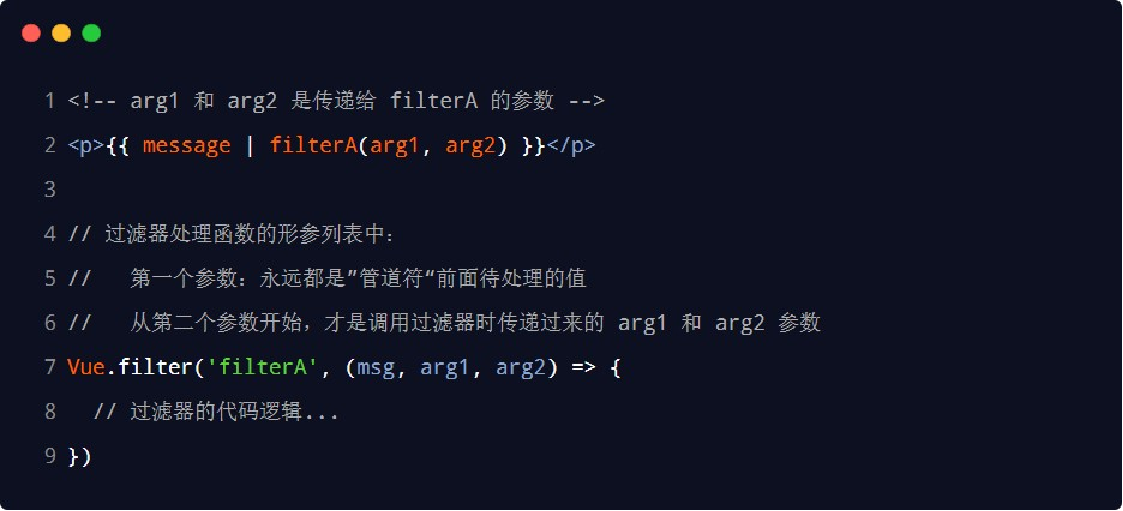 1 <!-- arg1 和 arg2 是传递给 filterA 的参数 -->
2 <p>{{ message | filterA(arg1, arg2) }}</p>
3
4 // 过滤器处理函数的形参列表中：
5 //   第一个参数：永远都是”管道符“前面待处理的值
6 //   从第二个参数开始，才是调用过滤器时传递过来的 arg1 和 arg2 参数
7 Vue.filter('filterA', (msg, arg1, arg2) => {
8   // 过滤器的代码逻辑...
9 })